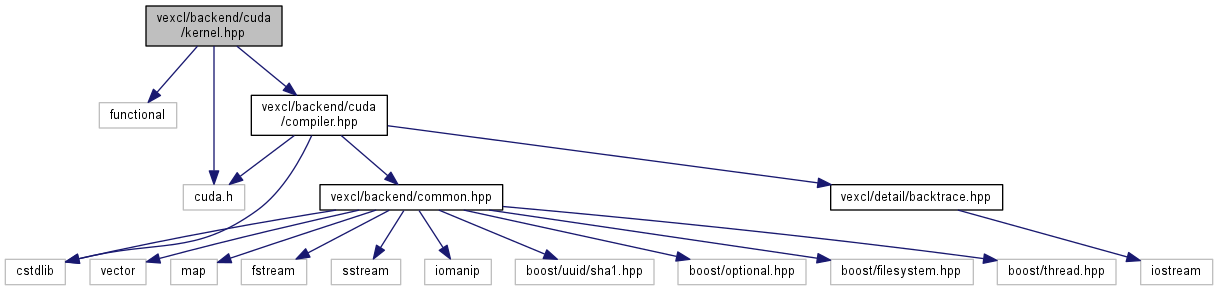 vexcl/backend/cuda
/kernel.hpp
functional
vexcl/backend/cuda
/compiler.hpp
cuda.h
vexcl/backend/common.hpp
vexcl/detail/backtrace.hpp
cstdlib
vector
map
fstream
sstream
iomanip
boost/uuid/sha1.hpp
boost/optional.hpp
boost/filesystem.hpp
boost/thread.hpp
iostream